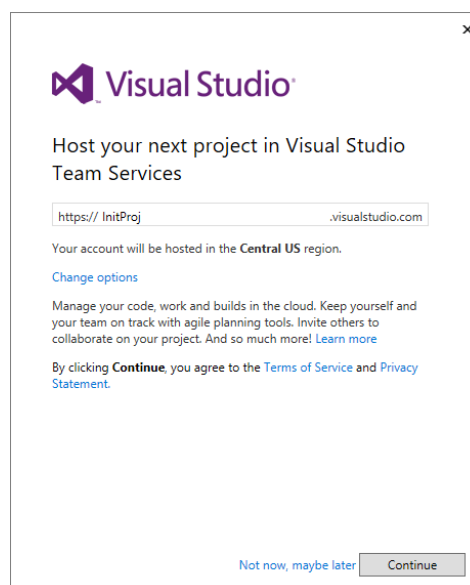 Visual Studio
Host your next project in Visual Studio
Team Services
https:// InitProj .visualstudio.com
Your account will be hosted in the Central US region.
Change options
Manage your code, work and builds in the cloud. Keep yourself and
your team on track with agile planning tools. Invite others to
collaborate on your project. And so much more! Learn more
By clicking Continue, you agree to the Terms of Service and Privacy
Statement.
Not now, maybe later Continue